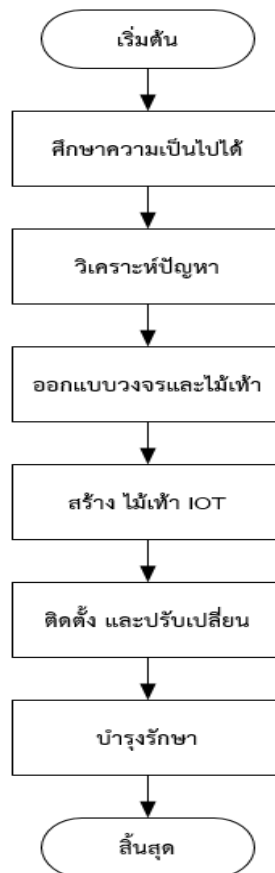 เริ่มต้น
ศึกษาความเป็นไปได้
วิเคราะห์ปัญหา
ออกแบบวงจรและไม้เท้า
สร้าง ไม้เท้า IOT
ติดตั้ง และปรับเปลี่ยน
บำรุงรักษา
สิ้นสุด